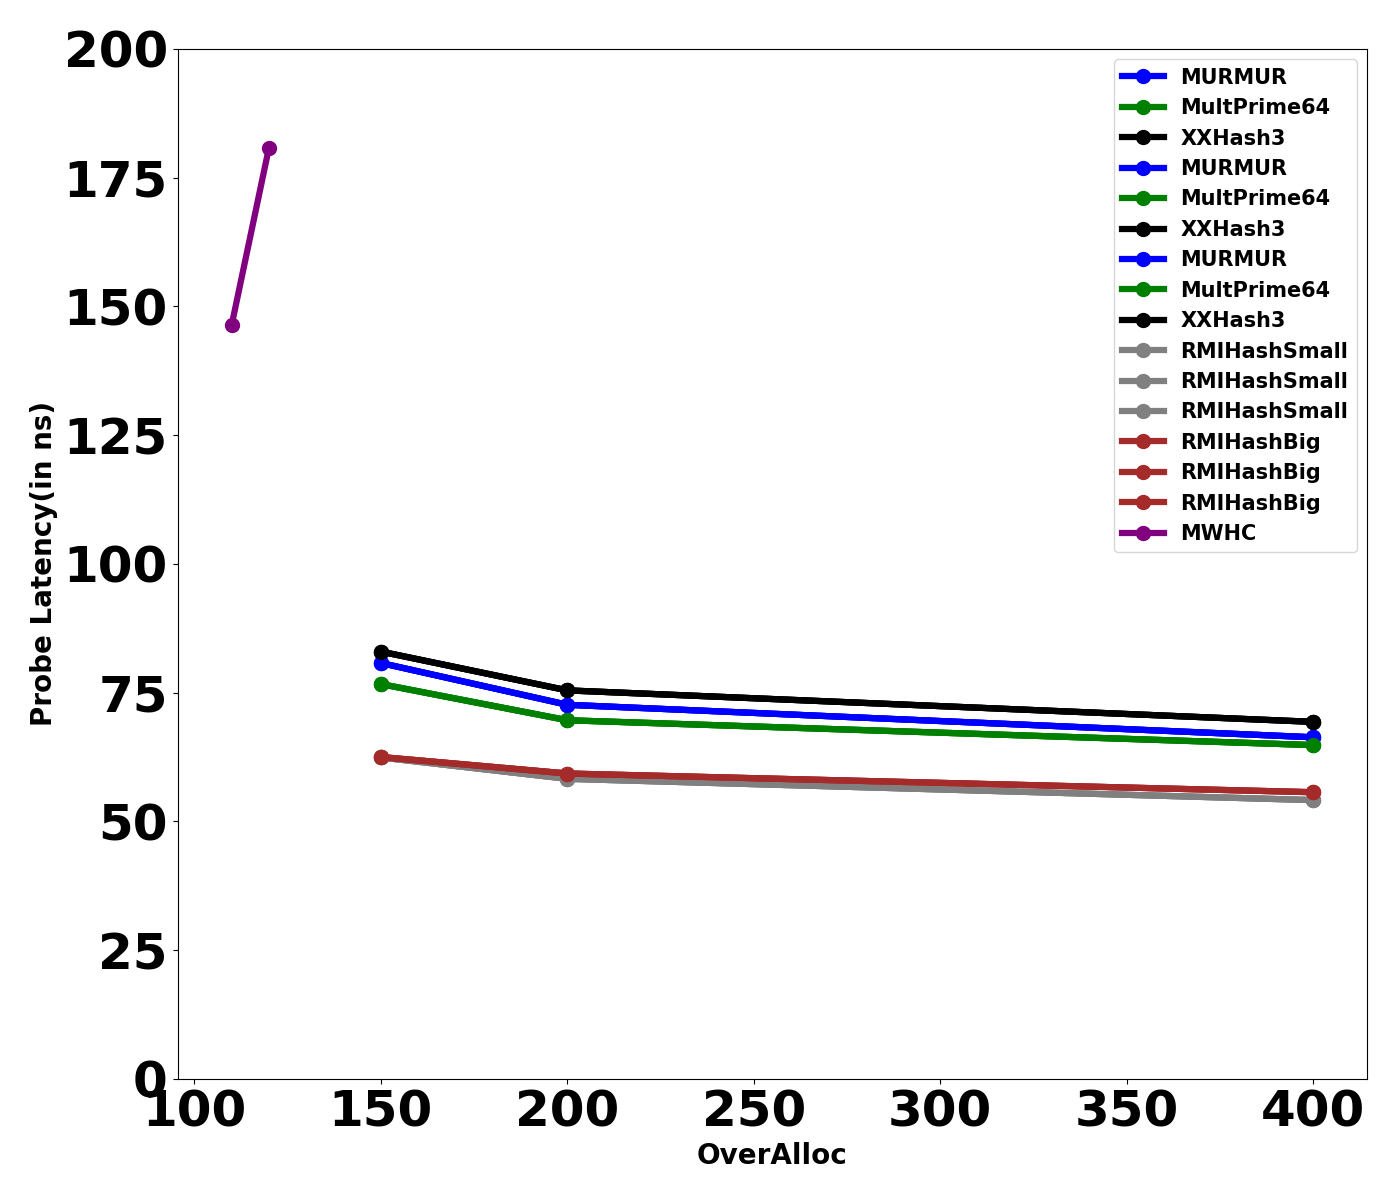 200
175
150
125
100
75
50
25
0
Probe Latency(in ns)
MURMUR
MultPrime64
XXHash3
MURMUR
MultPrime64
XXHash3
MURMUR
MultPrime64
XXHash3
RMIHashSmall
RMIHashSmall
RMIHashSmall
RMIHashBig
RMIHashBig
RMIHashBig
MWHC
100 150 200 250 300 350 400
OverAlloc